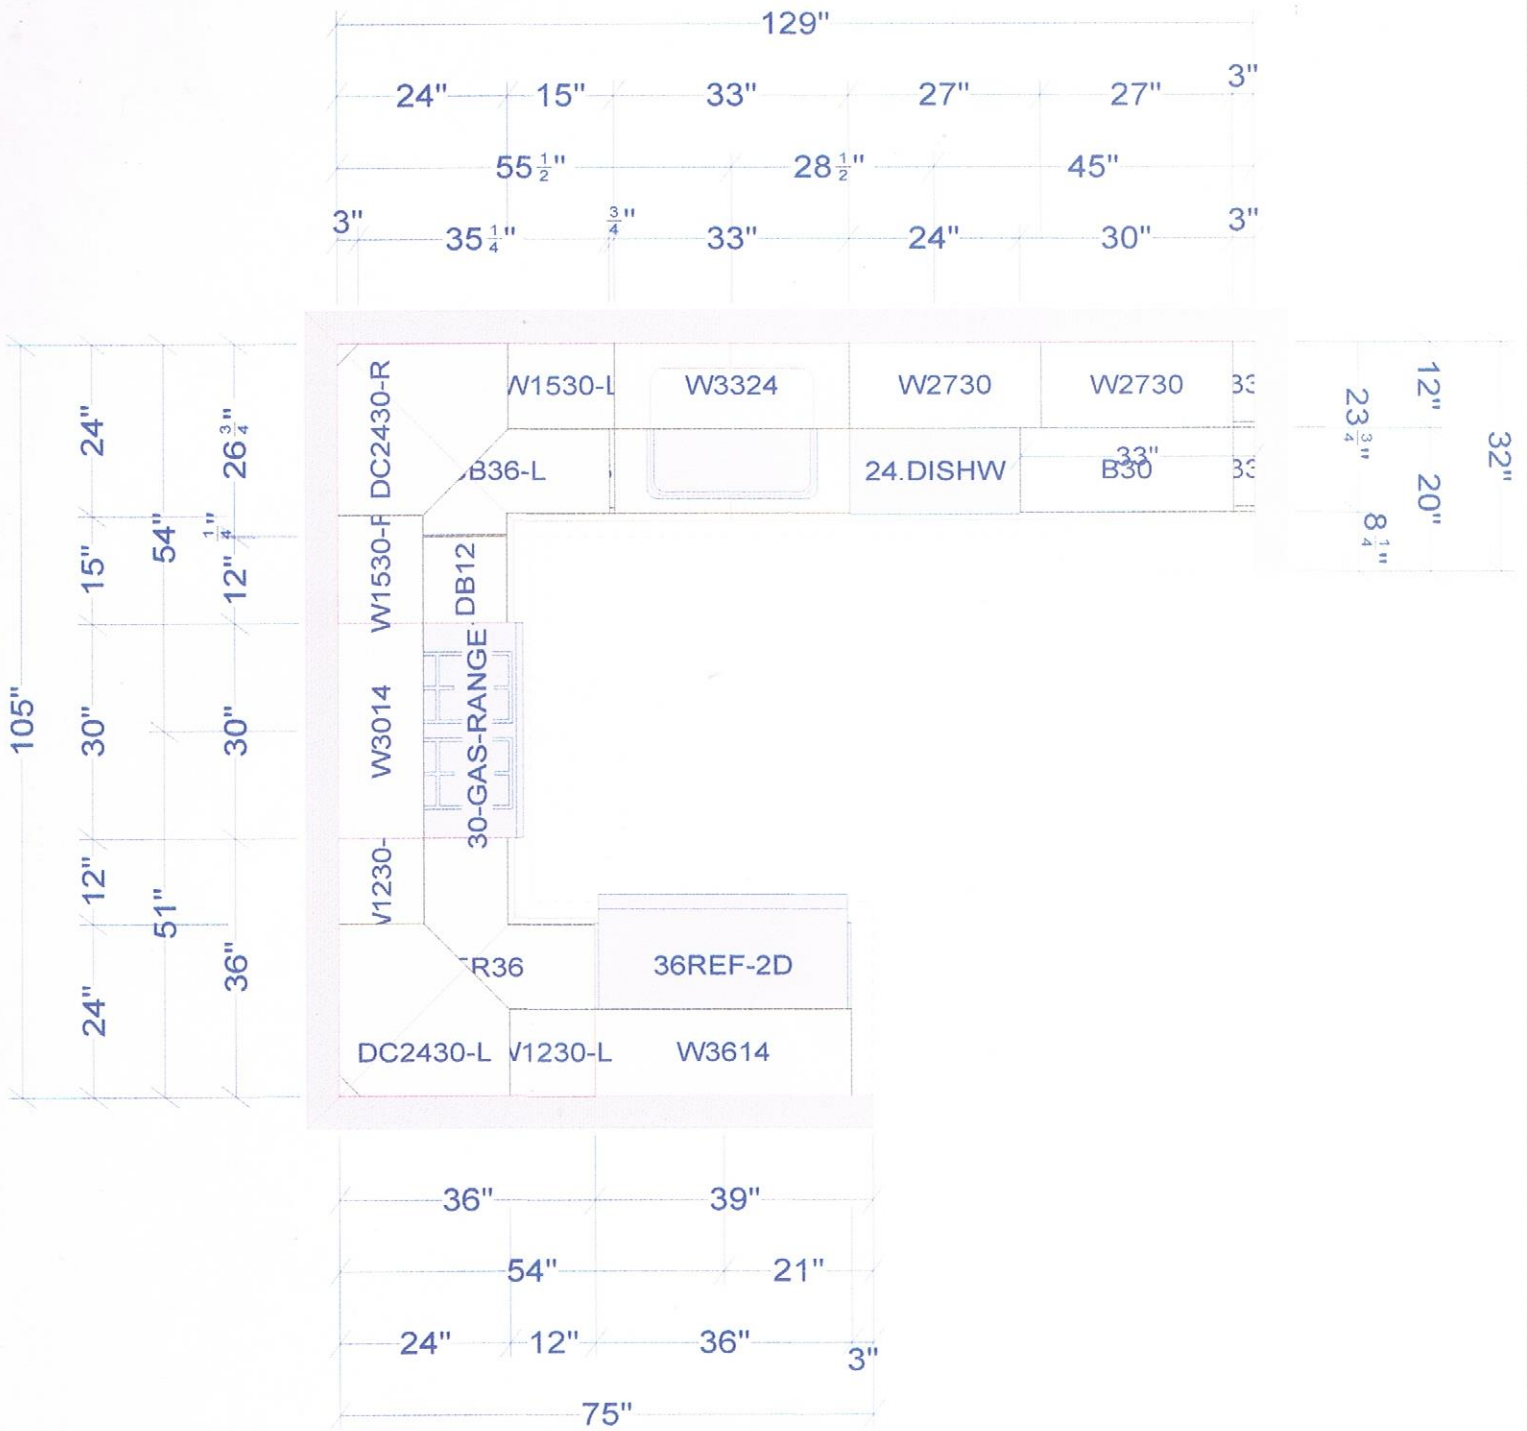 129"
24" 15" 33" 27" 27" 3"
55 1/2" 28 1/2" 45"
3" 35 1/4" 3/4" 33" 24" 30" 3"
105"
24" 15" 30" 12" 24"
54" 51"
26 3/4" 1/4" 12" 30" 36"
DC2430-R
W1530-L
W3324
W2730
W2730
33
B36-L
24.DISHW
33"
B30
33
W1530-R
DB12
W3014
30-GAS-RANGE
W1230-
R36
36REF-2D
DC2430-L
W1230-L
W3614
23 3/4" 8 1/4"
12" 20"
32"
36" 39"
54" 21"
24" 12" 36" 3"
75"